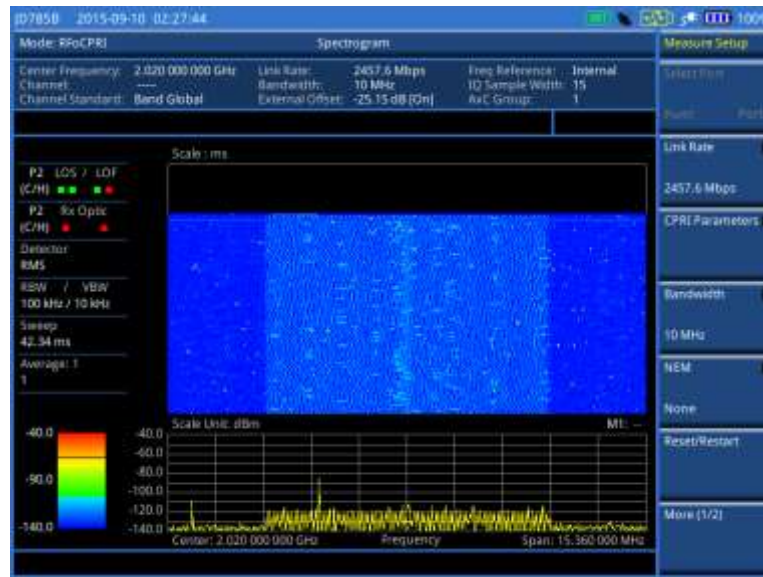 JD785B 2015-09-10 02:27:44
100%
Mode: RFoCPRI Spectrogram
Measure Setup
Center Frequency: 2.020 000 000 GHz Link Rate: 2457.6 Mbps Freq Reference: Internal
Channel: ---- Bandwidth: 10 MHz IQ Sample Width: 15
Channel Standard: Band Global External Offset: -25.15 dB [On] AxC Group: 1
Select Port
Port
Scale : ms
P2 LOS / LOF
(C/H)
P2 Rx Optic
(C/H)
Detector
RMS
RBW / VBW
100 kHz / 10 kHz
Sweep
42.34 ms
Average: 1
1
Link Rate
2457.6 Mbps
CPRI Parameters
Bandwidth
10 MHz
NEM
None
Reset/Restart
More (1/2)
Scale Unit: dBm M1: --
-40.0
-90.0
-140.0
-40.0
-60.0
-80.0
-100.0
-120.0
-140.0
Center: 2.020 000 000 GHz Frequency Span: 15.360 000 MHz